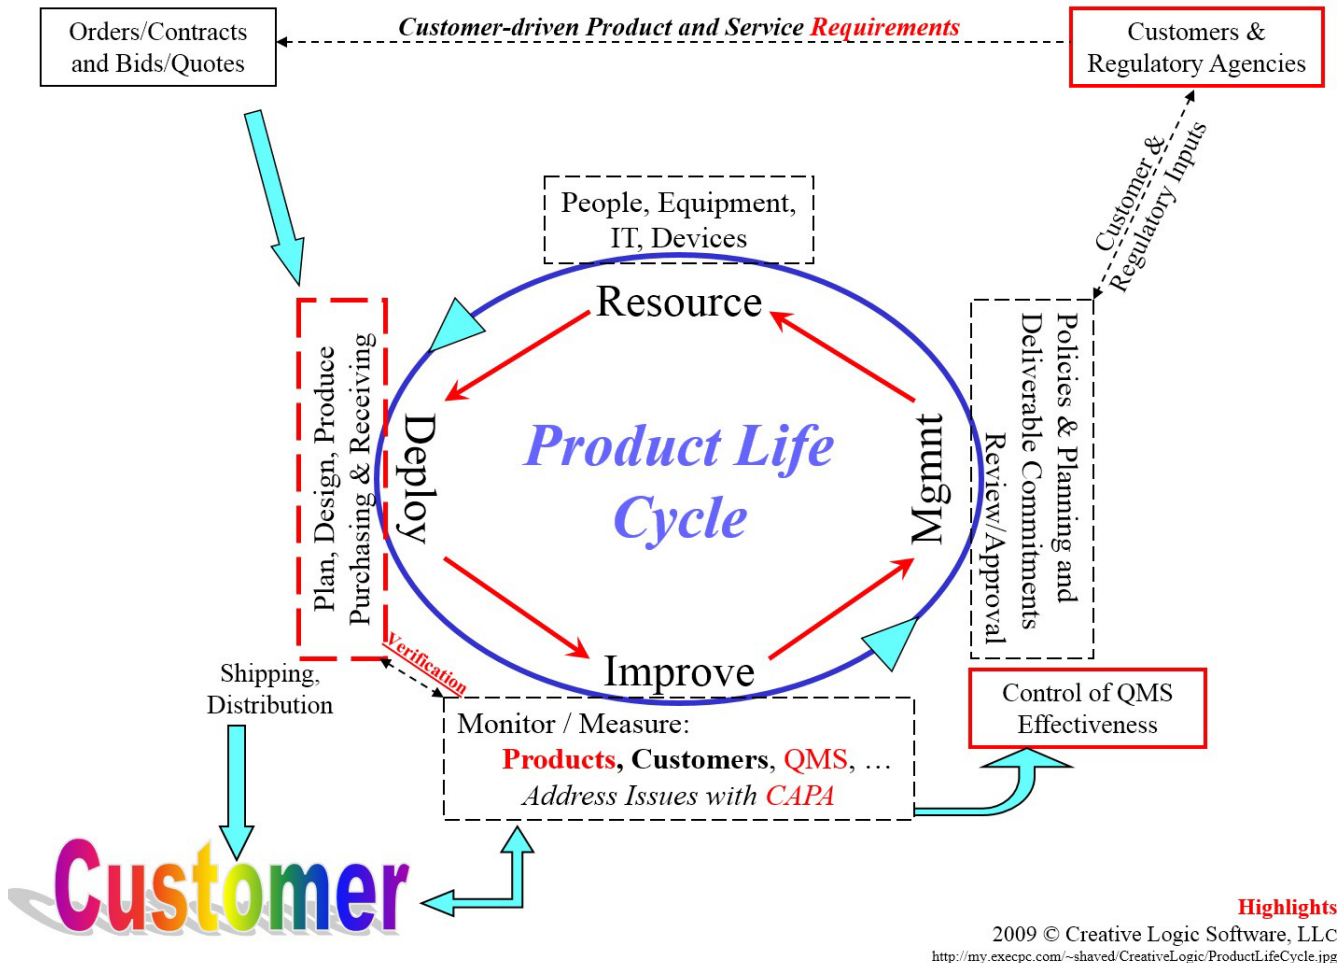 Orders/Contracts
and Bids/Quotes
Customer-driven Product and Service Requirements
Customers &
Regulatory Agencies
Customer &
Regulatory Inputs
People, Equipment,
IT, Devices
Resource
Plan, Design, Produce
Purchasing & Receiving
Deploy
Product Life
Cycle
Mgmnt
Policies & Planning and
Deliverable Commitments
Review/Approval
Verification
Improve
Shipping,
Distribution
Monitor / Measure:
Products, Customers, QMS, …
Address Issues with CAPA
Control of QMS
Effectiveness
Customer
Highlights
2009 © Creative Logic Software, LLC
http://my.execpc.com/~shaved/CreativeLogic/ProductLifeCycle.jpg